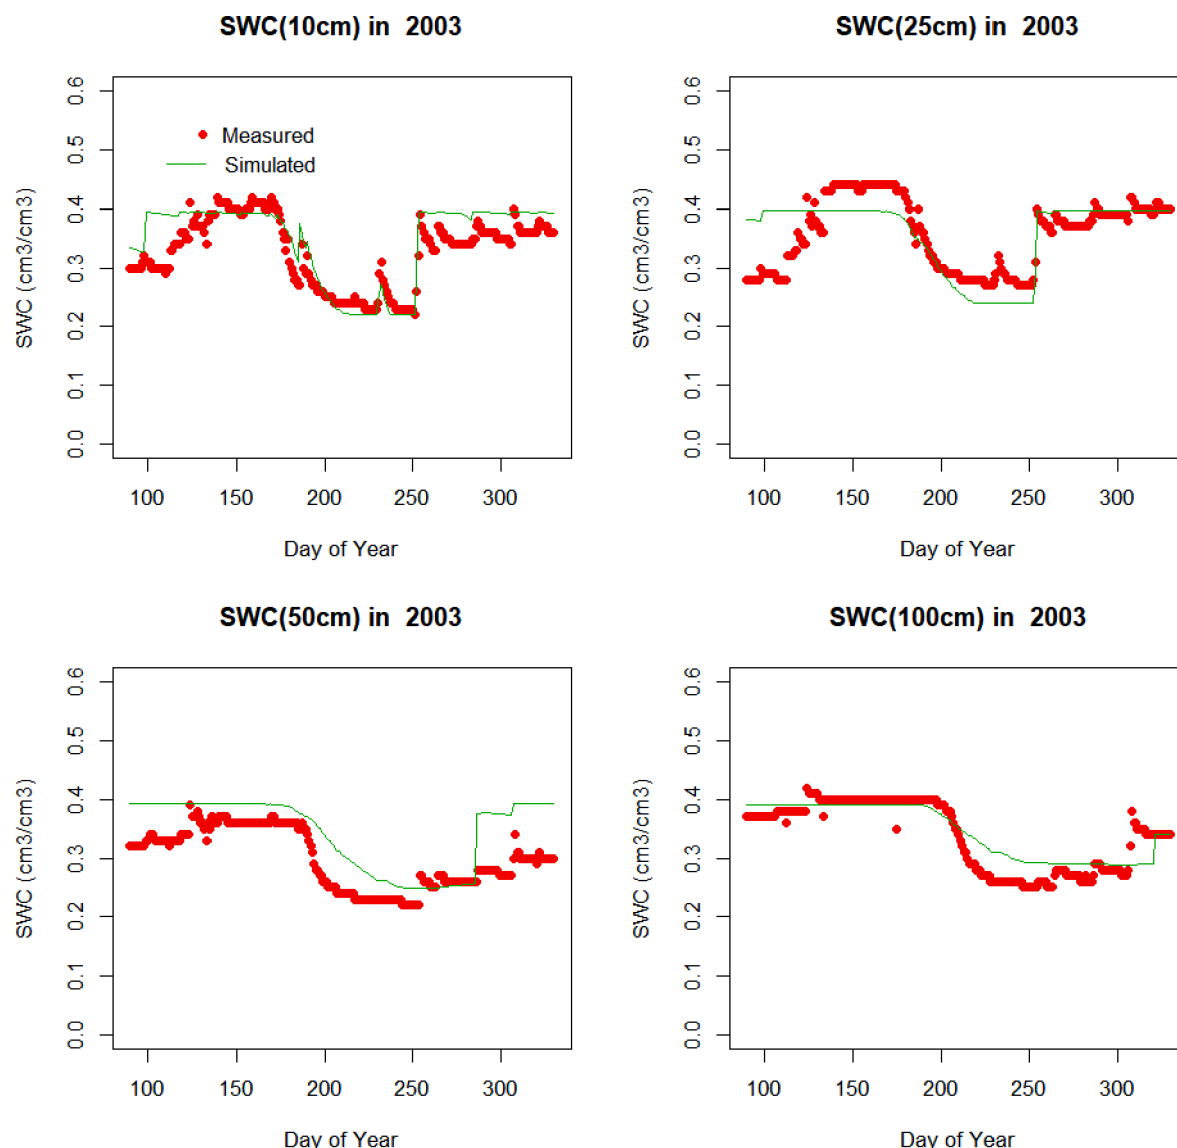 SWC(10cm) in 2003
SWC (cm3/cm3)
0.6
0.5
0.4
0.3
0.2
0.1
0.0
Measured
Simulated
100 150 200 250 300
Day of Year
SWC(25cm) in 2003
SWC (cm3/cm3)
0.6
0.5
0.4
0.3
0.2
0.1
0.0
100 150 200 250 300
Day of Year
SWC(50cm) in 2003
SWC (cm3/cm3)
0.6
0.5
0.4
0.3
0.2
0.1
0.0
100 150 200 250 300
Day of Year
SWC(100cm) in 2003
SWC (cm3/cm3)
0.6
0.5
0.4
0.3
0.2
0.1
0.0
100 150 200 250 300
Day of Year